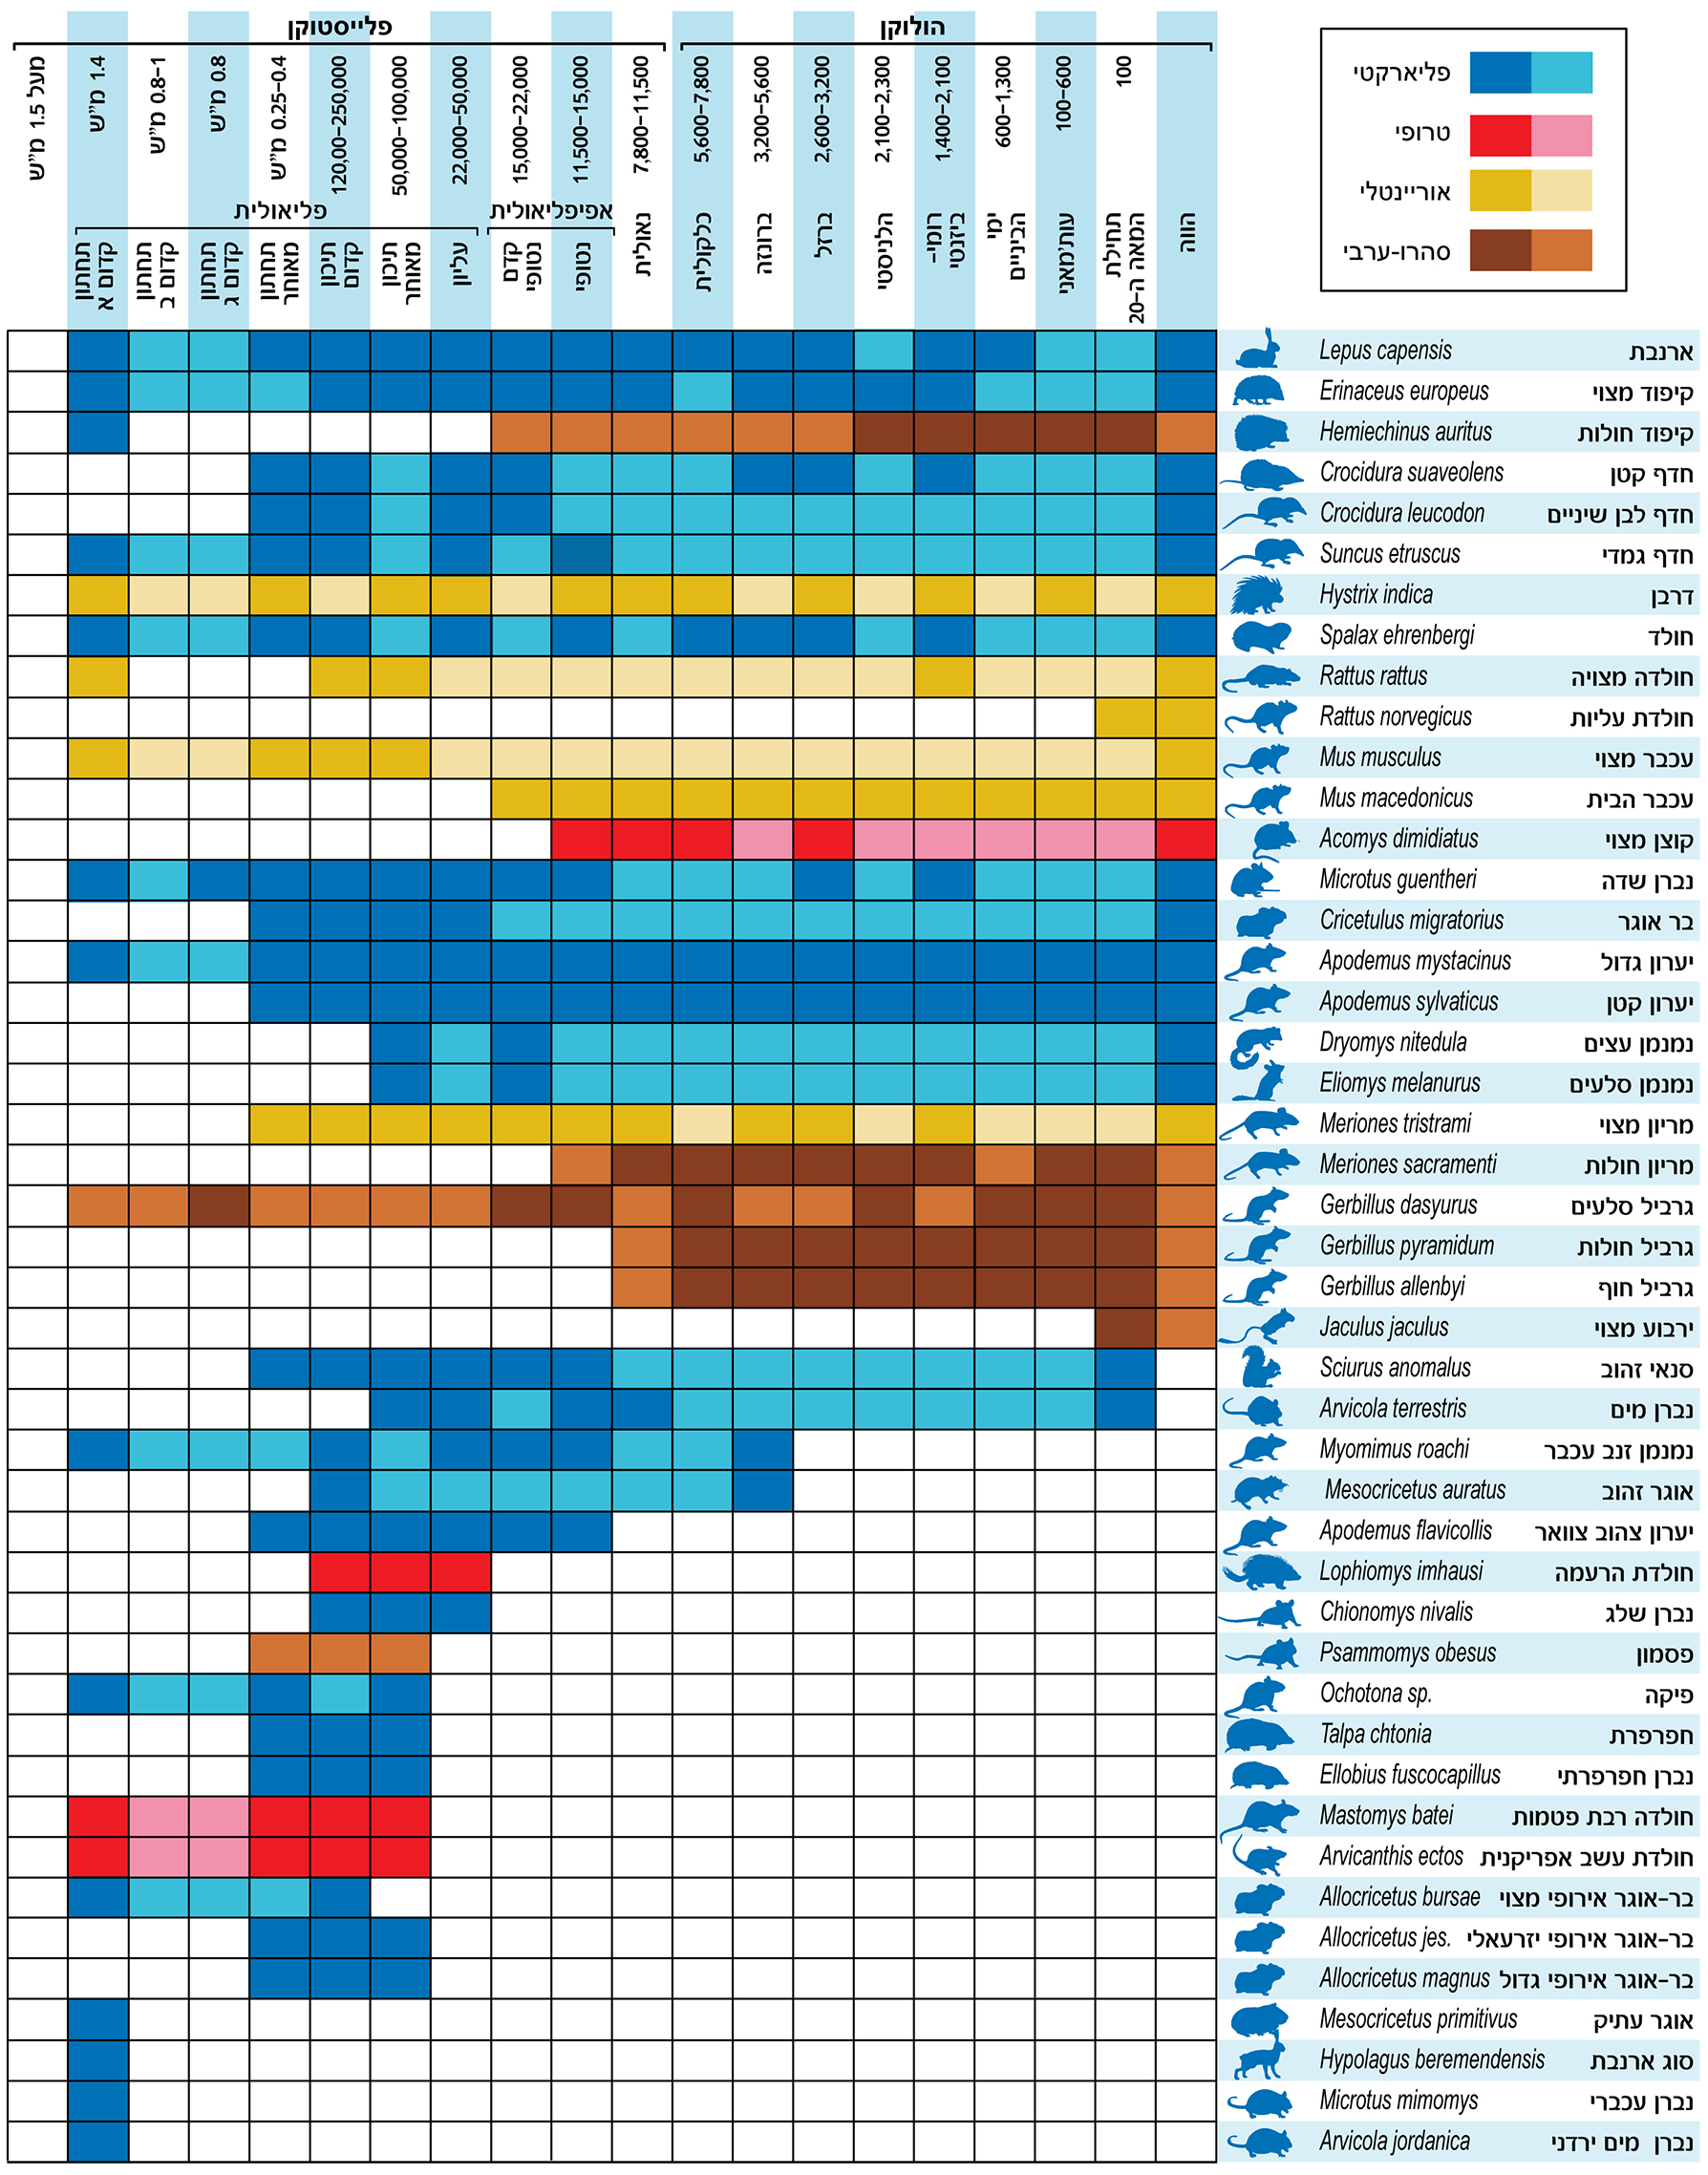 הולוקן
פלייסטוקן
פליארקטי
טרופי
אוריינטלי
סהרו-ערבי
100
100–600
600–1,300
1,400–2,100
2,100–2,300
2,600–3,200
3,200–5,600
5,600–7,800
7,800–11,500
11,500–15,000
15,000–22,000
22,000–50,000
50,000–100,000
120,00–250,000
0.25–0.4 מ״ש
0.8 מ״ש
0.8–1 מ״ש
1.4 מ״ש
מעל 1.5 מ״ש
אפיפליאולית
פליאולית
הווה
תחילת
המאה ה-20
עות'מאני
ימי
הביניים
רומי-
ביזנטי
הלניסטי
ברזל
ברונזה
כלקולית
נאולית
נטופי
קדם
נטופי
עליון
תיכון
מאוחר
תיכון
קדום
תחתון
מאוחר
תחתון
קדום ג
תחתון
קדום ב
תחתון
קדום א
ארנבת Lepus capensis
קיפוד מצוי Erinaceus europeus
קיפוד חולות Hemiechinus auritus
חדף קטן Crocidura suaveolens
חדף לבן שיניים Crocidura leucodon
חדף גמדי Suncus etruscus
דרבן Hystrix indica
חולד Spalax ehrenbergi
חולדה מצויה Rattus rattus
חולדת עליות Rattus norvegicus
עכבר מצוי Mus musculus
עכבר הבית Mus macedonicus
קוצן מצוי Acomys dimidiatus
נברן שדה Microtus guentheri
בר אוגר Cricetulus migratorius
יערון גדול Apodemus mystacinus
יערון קטן Apodemus sylvaticus
נמנמן עצים Dryomys nitedula
נמנמן סלעים Eliomys melanurus
מריון מצוי Meriones tristrami
מריון חולות Meriones sacramenti
גרביל סלעים Gerbillus dasyurus
גרביל חולות Gerbillus pyramidum
גרביל חוף Gerbillus allenbyi
ירבוע מצוי Jaculus jaculus
סנאי זהוב Sciurus anomalus
נברן מים Arvicola terrestris
נמנמן זנב עכבר Myomimus roachi
אוגר זהוב Mesocricetus auratus
יערון צהוב צוואר Apodemus flavicollis
חולדת הרעמה Lophiomys imhausi
נברן שלג Chionomys nivalis
פסמון Psammomys obesus
פיקה Ochotona sp.
חפרפרת Talpa chtonia
נברן חפרפרתי Ellobius fuscocapillus
חולדה רבת פטמות Mastomys batei
חולדת עשב אפריקנית Arvicanthis ectos
בר-אוגר אירופי מצוי Allocricetus bursae
בר-אוגר אירופי יזרעאלי Allocricetus jes.
בר-אוגר אירופי גדול Allocricetus magnus
אוגר עתיק Mesocricetus primitivus
סוג ארנבת Hypolagus beremendensis
נברן עכברי Microtus mimomys
נברן מים ירדני Arvicola jordanica